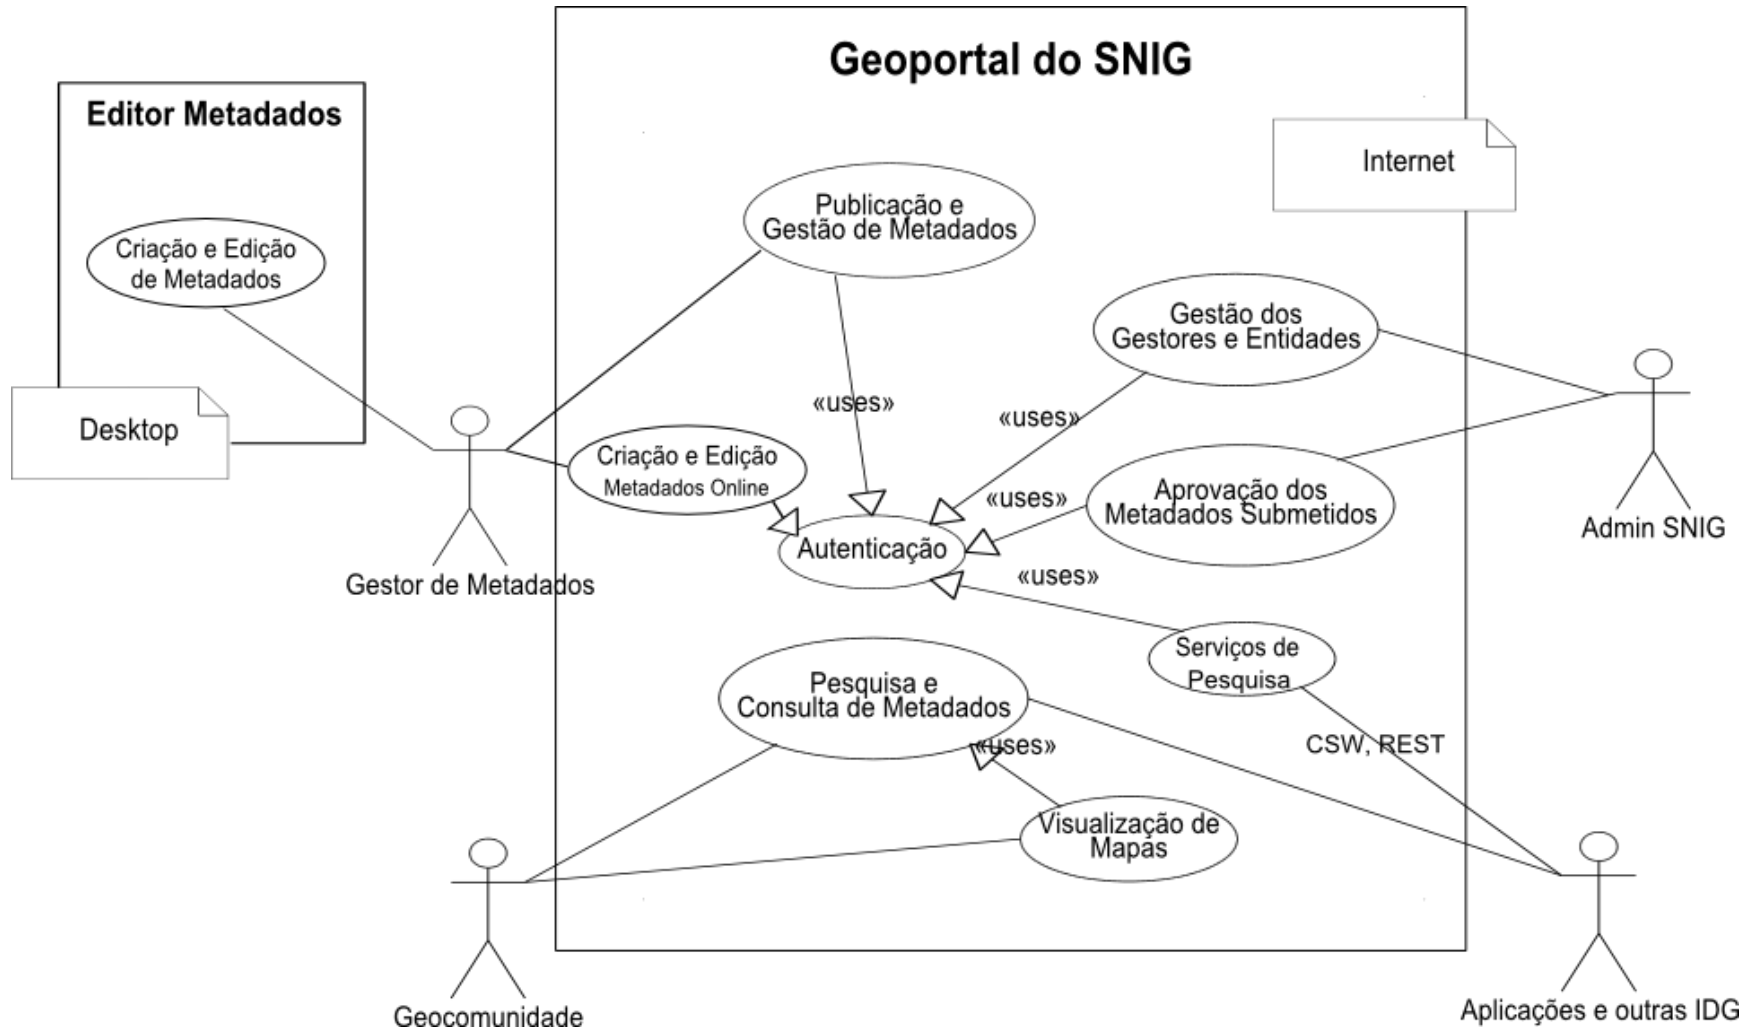 Geoportal do SNIG
Editor Metadados
Internet
Publicação e
Gestão de Metadados
Criação e Edição
de Metadados
Gestão dos
Gestores e Entidades
«uses»
«uses»
Desktop
Criação e Edição
Metadados Online
«uses»
Aprovação dos
Metadados Submetidos
Admin SNIG
Autenticação
«uses»
Gestor de Metadados
Serviços de
Pesquisa
Pesquisa e
Consulta de Metadados
«uses»
CSW, REST
Visualização de
Mapas
Geocomunidade
Aplicações e outras IDG